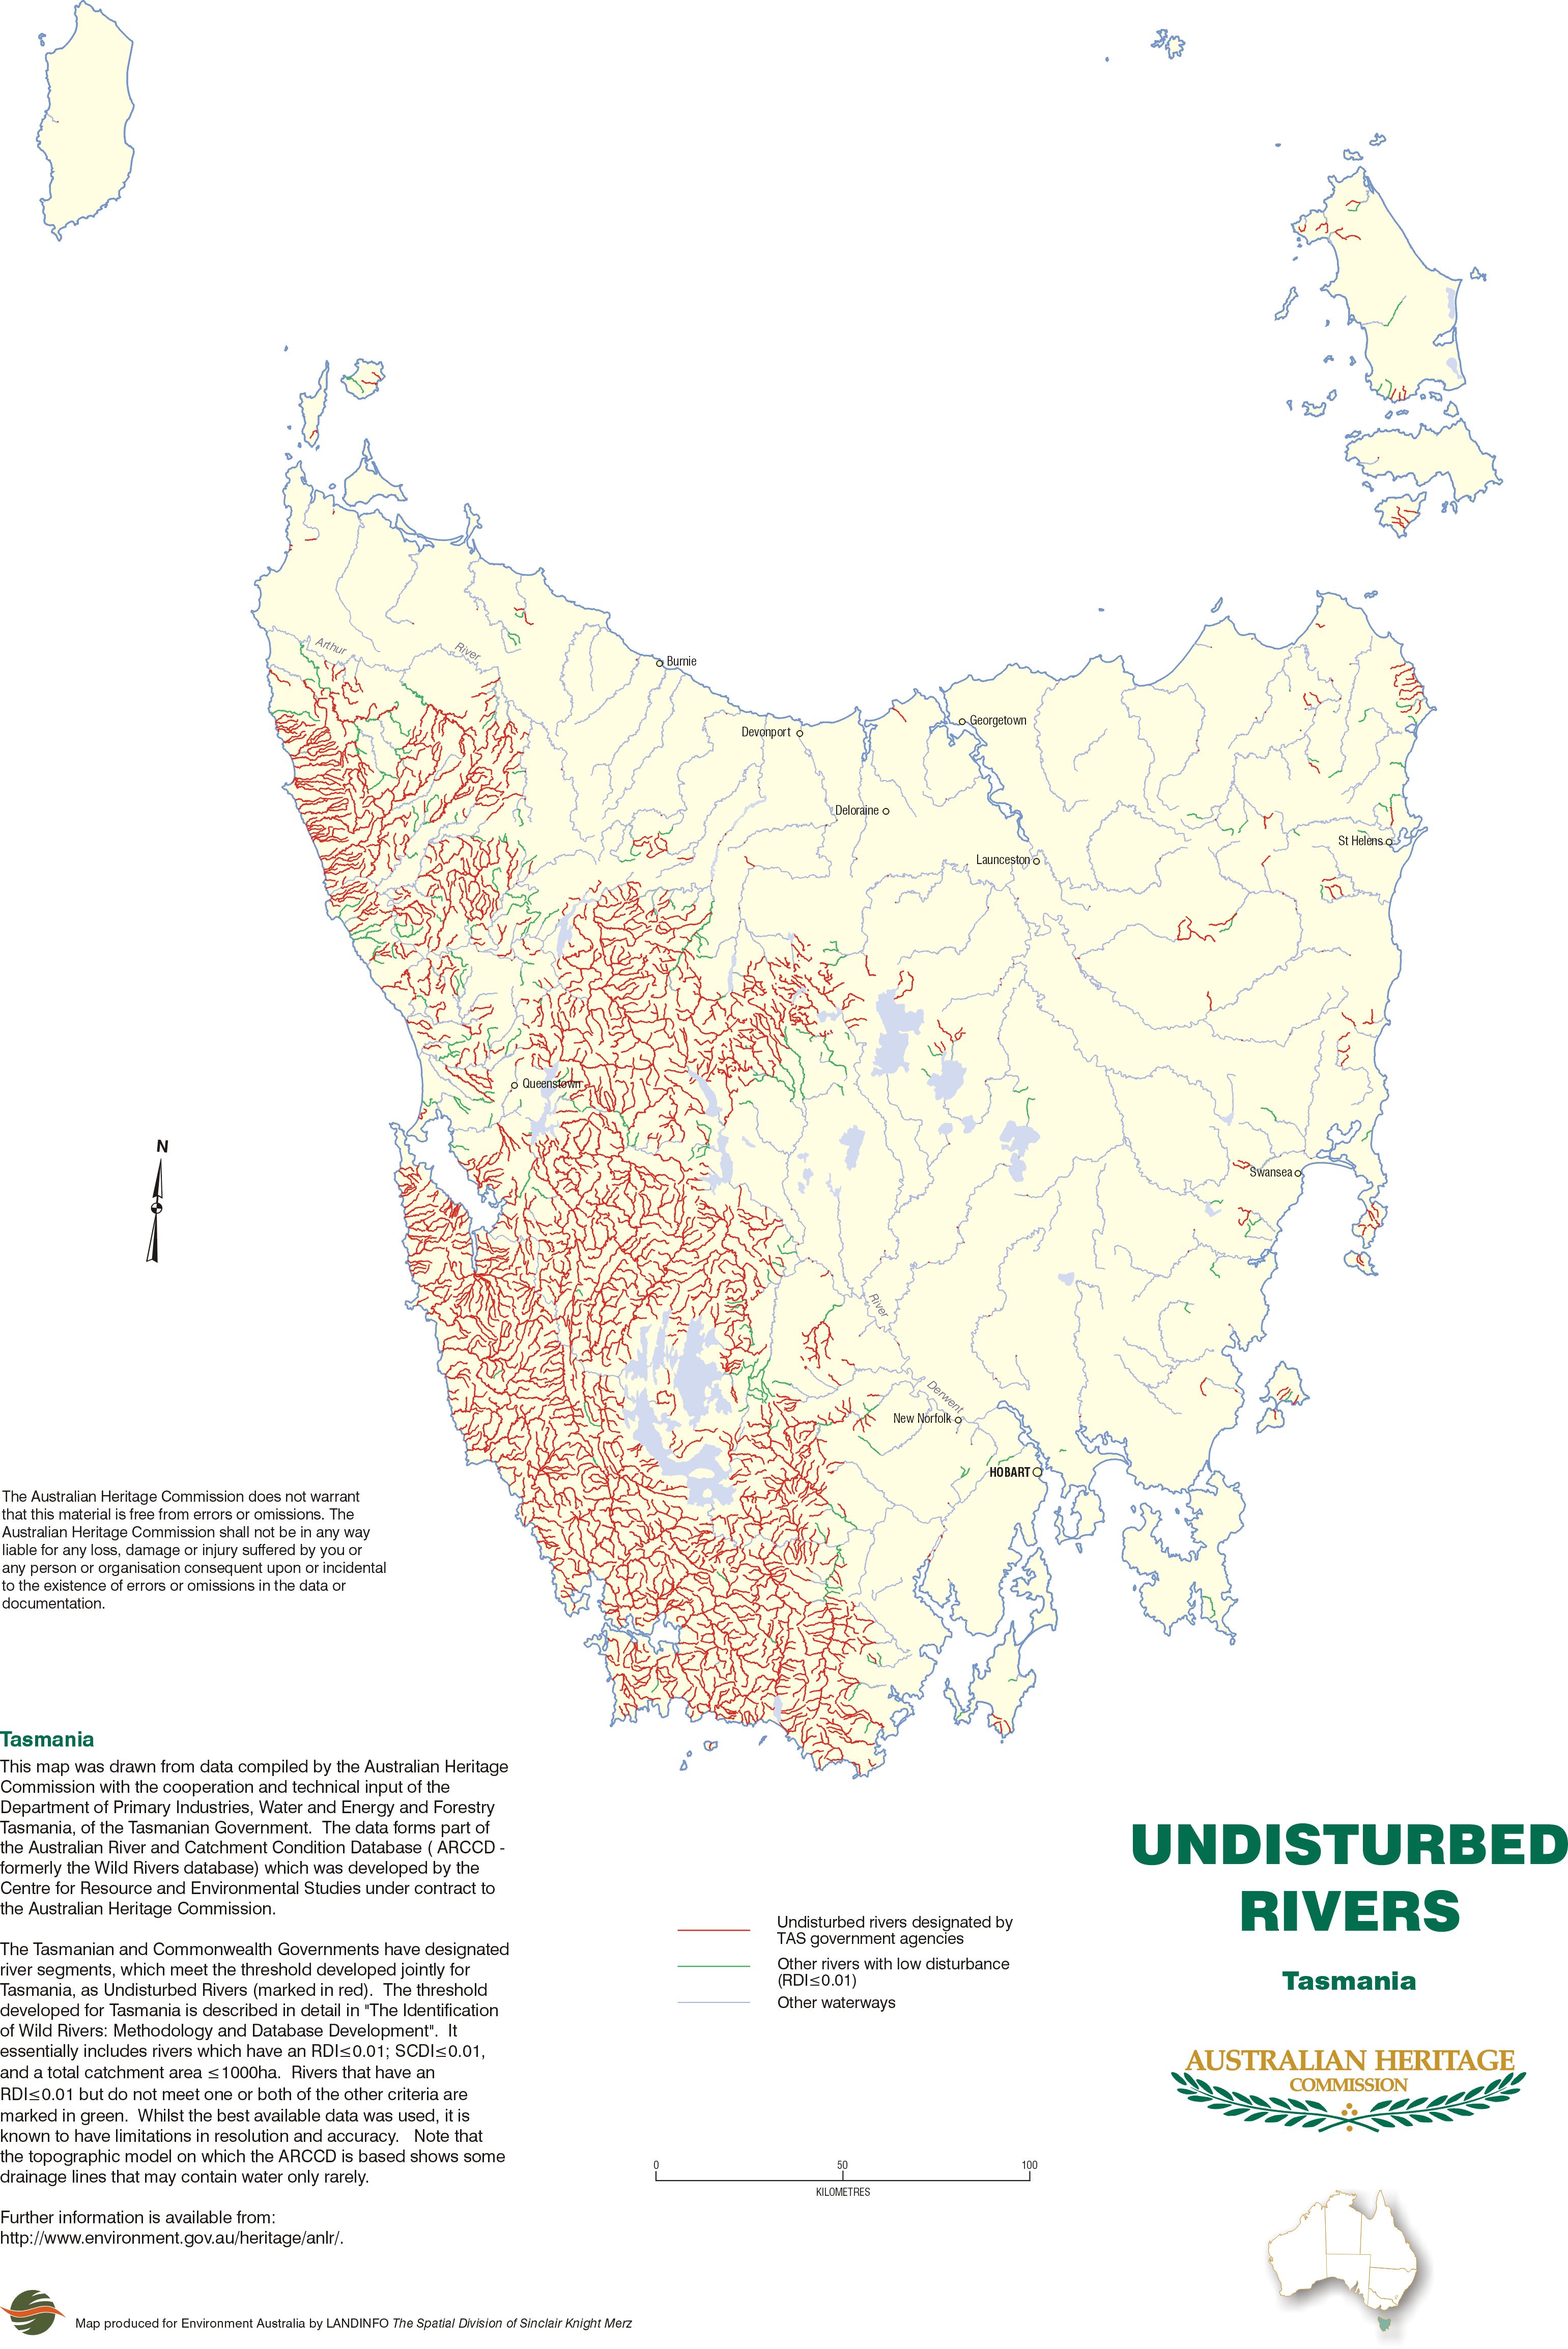 Arthur
River
Burnie
Georgetown
Devonport
Deloraine
St Helens
Launceston
Queenstown
N
Swansea
River
Derwent
New Norfolk
HOBART
The Australian Heritage Commission does not warrant
that this material is free from errors or omissions. The
Australian Heritage Commission shall not be in any way
liable for any loss, damage or injury suffered by you or
any person or organisation consequent upon or incidental
to the existence of errors or omissions in the data or
documentation.
Tasmania
This map was drawn from data compiled by the Australian Heritage
Commission with the cooperation and technical input of the
Department of Primary Industries, Water and Energy and Forestry
Tasmania, of the Tasmanian Government. The data forms part of
the Australian River and Catchment Condition Database ( ARCCD -
formerly the Wild Rivers database) which was developed by the
Centre for Resource and Environmental Studies under contract to
the Australian Heritage Commission.
The Tasmanian and Commonwealth Governments have designated
river segments, which meet the threshold developed jointly for
Tasmania, as Undisturbed Rivers (marked in red). The threshold
developed for Tasmania is described in detail in "The Identification
of Wild Rivers: Methodology and Database Development". It
essentially includes rivers which have an RDI≤0.01; SCDI≤0.01,
and a total catchment area ≤1000ha. Rivers that have an
RDI≤0.01 but do not meet one or both of the other criteria are
marked in green. Whilst the best available data was used, it is
known to have limitations in resolution and accuracy. Note that
the topographic model on which the ARCCD is based shows some
drainage lines that may contain water only rarely.
Further information is available from:
http://www.environment.gov.au/heritage/anlr/.
Map produced for Environment Australia by LANDINFO The Spatial Division of Sinclair Knight Merz
Undisturbed rivers designated by
TAS government agencies
Other rivers with low disturbance
(RDI≤0.01)
Other waterways
0 50 100
KILOMETRES
UNDISTURBED
RIVERS
Tasmania
AUSTRALIAN HERITAGE
COMMISSION